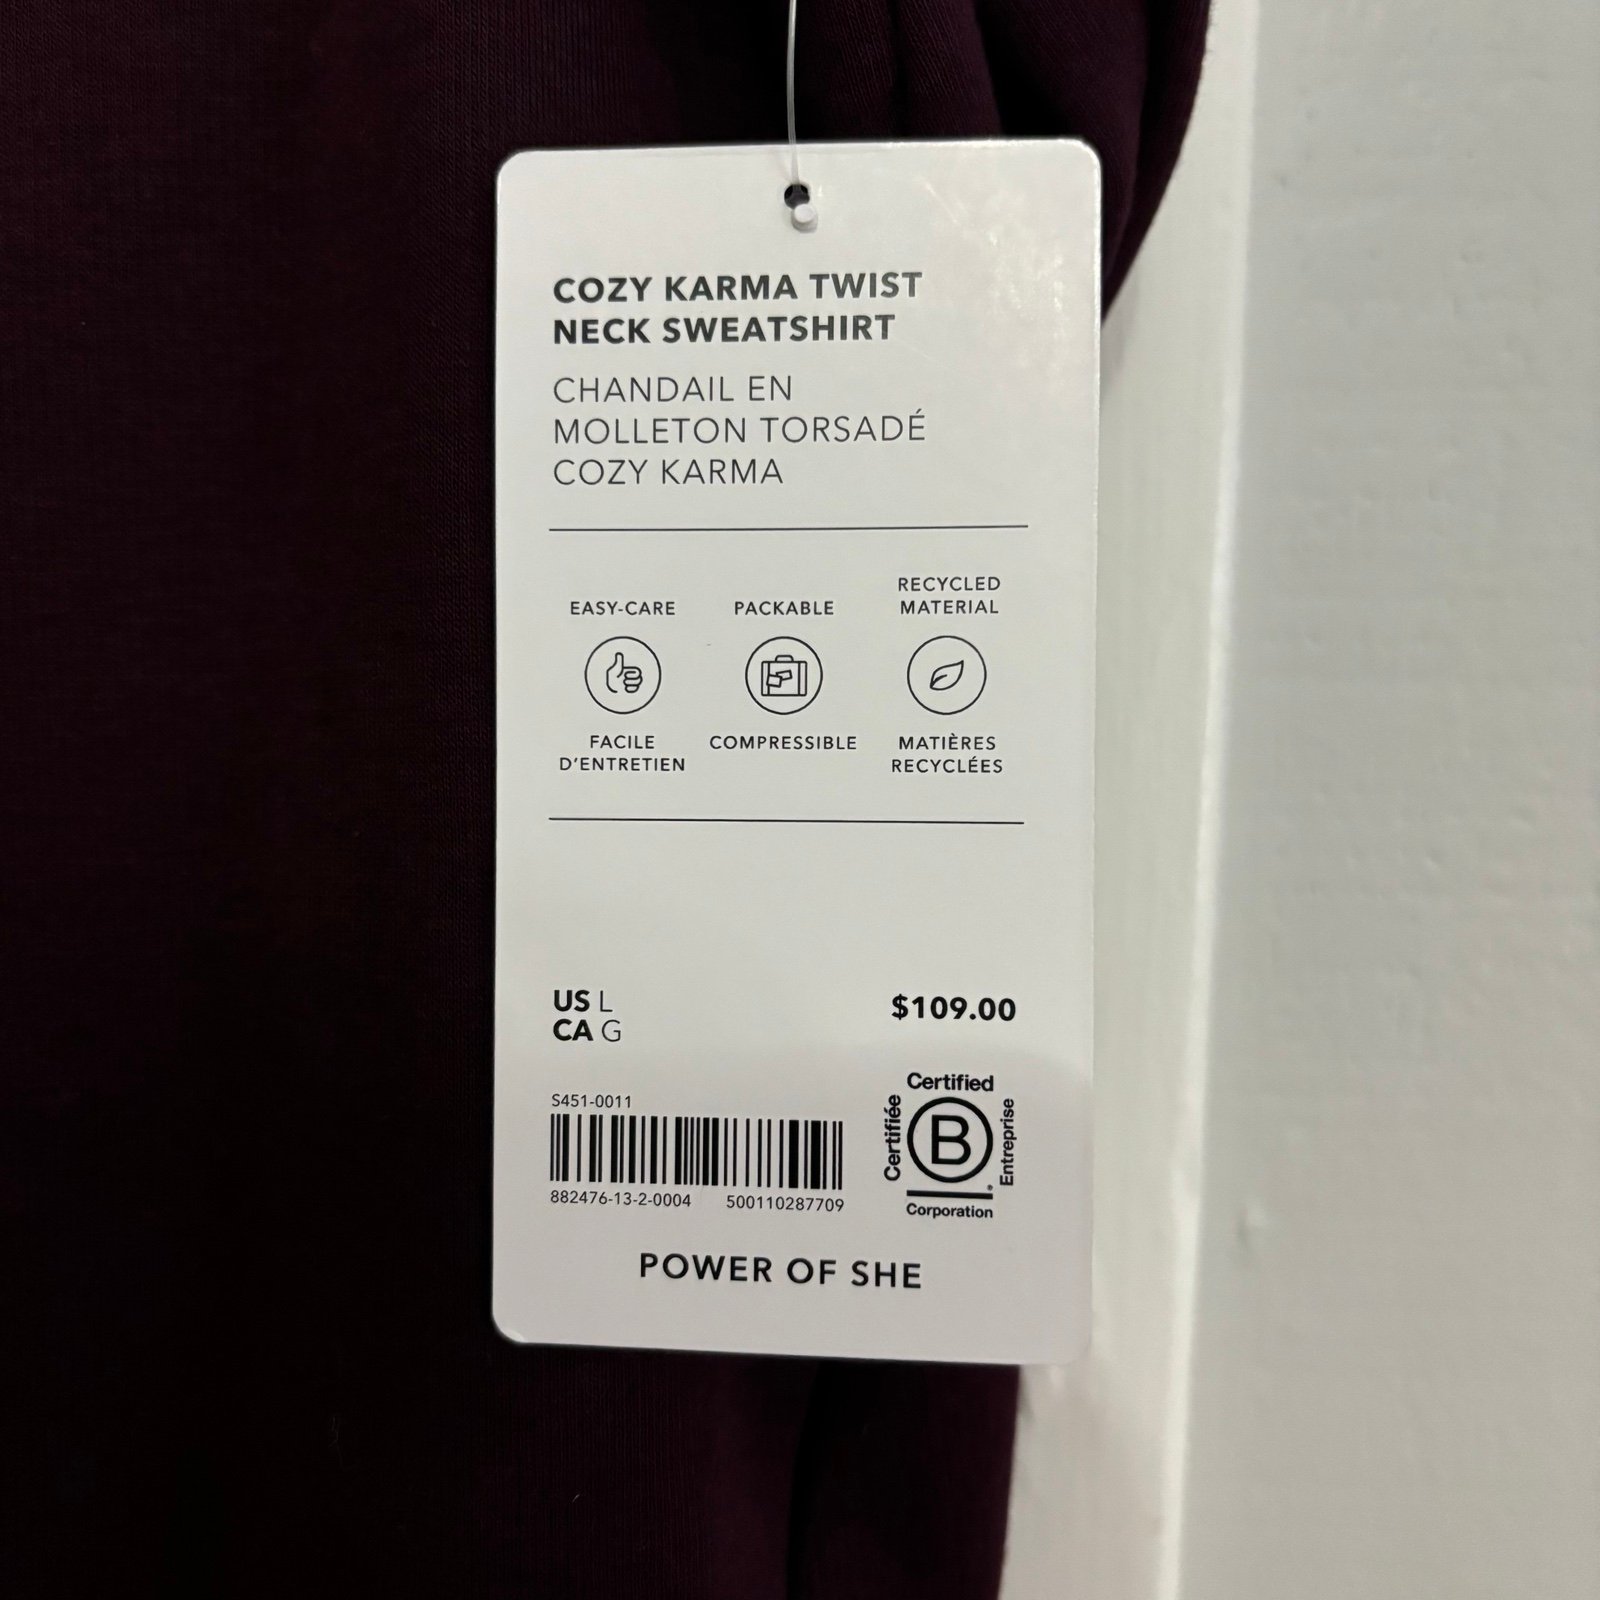 COZY KARMA TWIST
NECK SWEATSHIRT
CHANDAIL EN
MOLLETON TORSADÉ
COZY KARMA
EASY-CARE
PACKABLE
RECYCLED
MATERIAL
FACILE
D'ENTRETIEN
COMPRESSIBLE
MATIÈRES
RECYCLÉES
US L
CA G
$109.00
S451-0011
882476-13-2-0004 500110287709
Certified
Certifiée
B
Entreprise
Corporation
POWER OF SHE